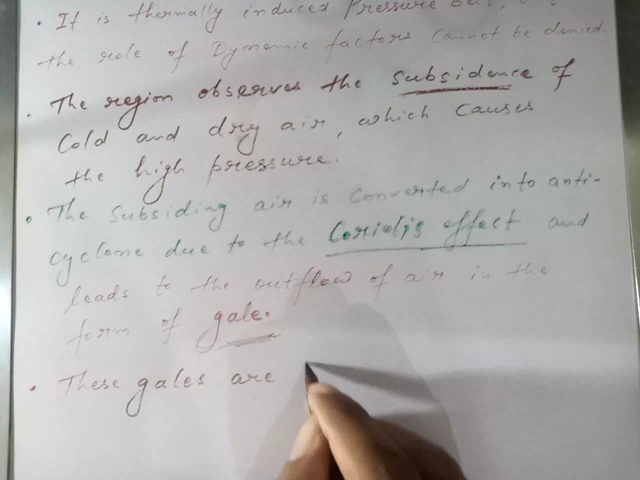 • It is thermally induced Pressure Belt,
the role of Dynamic factors cannot be denied.
• The region observes the subsidence of
cold and dry air, which causes
the high pressure.
• The subsiding air is converted into anti-
cyclone due to the Coriolis effect and
leads to the outflow of air in the
form of gale.
• These gales are